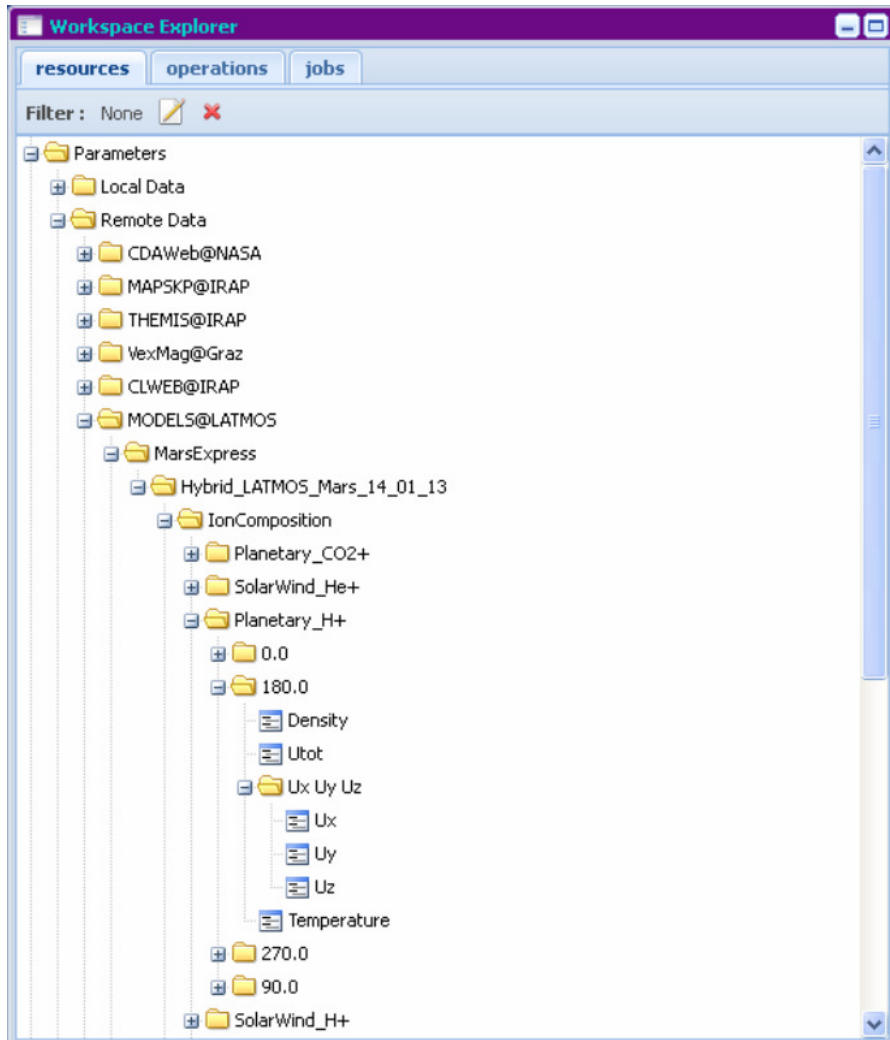 Workspace Explorer
resources operations jobs
Filter : None
Parameters
Local Data
Remote Data
CDAWeb@NASA
MAPSKP@IRAP
THEMIS@IRAP
VexMag@Graz
CLWEB@IRAP
MODELS@LATMOS
MarsExpress
Hybrid_LATMOS_Mars_14_01_13
IonComposition
Planetary_CO2+
SolarWind_He+
Planetary_H+
0.0
180.0
Density
Utot
Ux Uy Uz
Ux
Uy
Uz
Temperature
270.0
90.0
SolarWind_H+